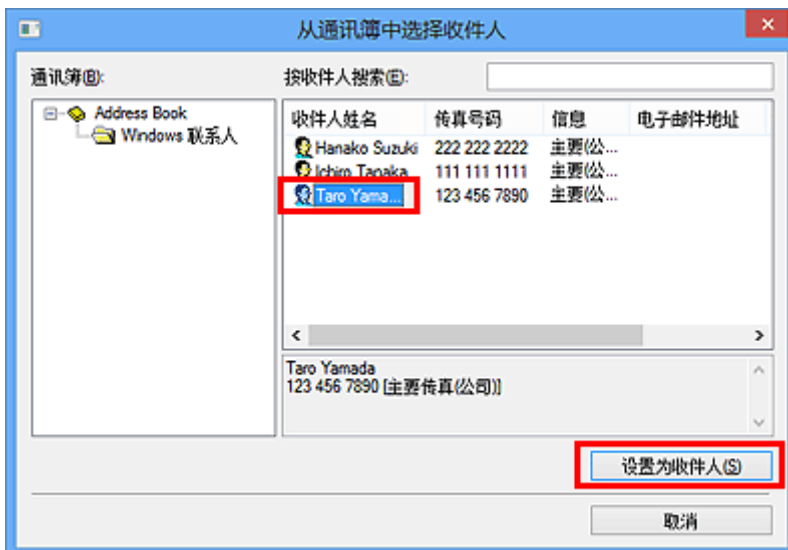 从通讯簿中选择收件人
通讯簿(B):
按收件人搜索(E):
Address Book
Windows 联系人
收件人姓名 传真号码 信息 电子邮件地址
Hanako Suzuki 222 222 2222 主要(公...
Ichiro Tanaka 111 111 1111 主要(公...
Taro Yama... 123 456 7890 主要(公...
Taro Yamada
123 456 7890 [主要传真(公司)]
设置为收件人(S)
取消